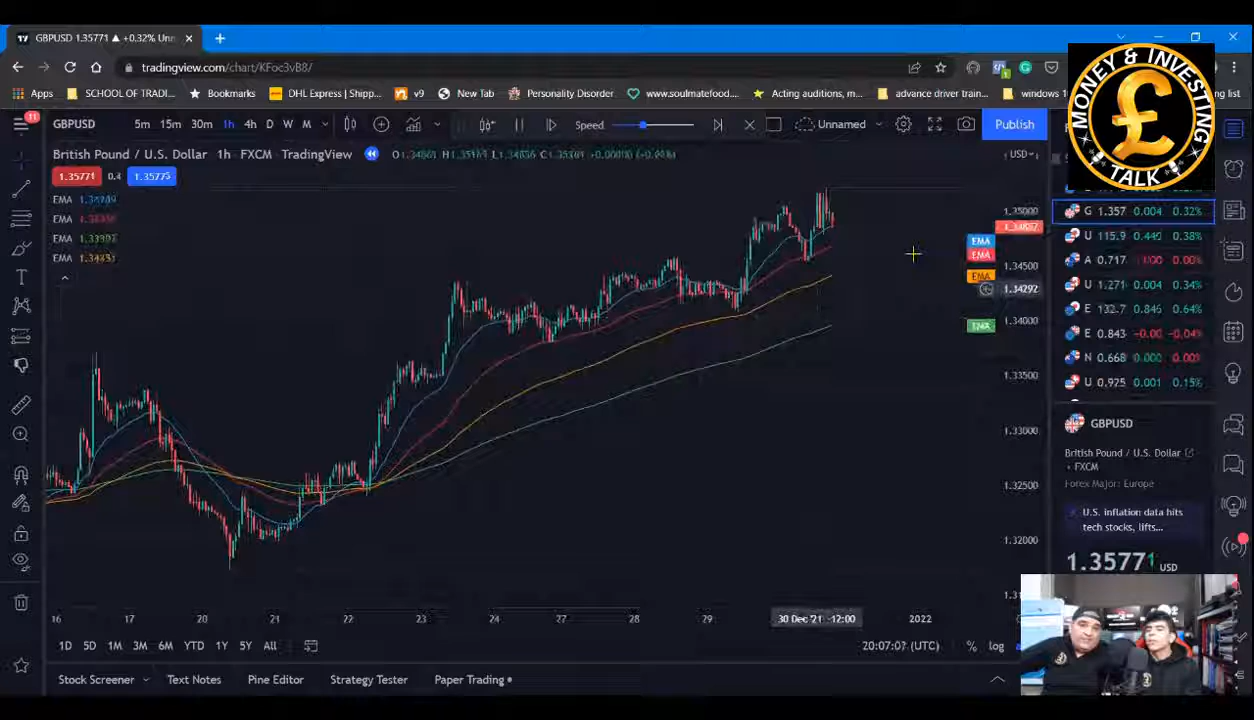 GBPUSD 1.35771 ▲ +0.32% Unn
tradingview.com/chart/KFoc3vB8/
Apps SCHOOL OF TRADI... Bookmarks DHL Express | Shipp... v9 New Tab Personality Disorder www.soulmatefood.... Acting auditions, m... advance driver train... windows
MONEY & INVESTING
£
TALK
11
GBPUSD 5m 15m 30m 1h 4h D W M Speed Unnamed Publish
British Pound / U.S. Dollar 1h FXCM TradingView
USD
1.35771 0.4 1.35775
EMA
EMA
EMA
EMA
1.35000
1.34500
1.34292
1.34000
1.33500
1.33000
1.32500
1.32000
EMA
EMA
EMA
EMA
G 1.357 0.004 0.32%
U 115.9 0.440 0.38%
A 0.717 0.00%
U 1.271 0.004 0.34%
E 132.7 0.846 0.64%
E 0.843 -0.00 -0.04%
N 0.668 0.000 0.00%
U 0.925 0.001 0.15%
GBPUSD
British Pound / U.S. Dollar
• FXCM
Forex Major: Europe
U.S. inflation data hits
tech stocks, lifts...
1.35771 USD
16 17 20 21 22 23 24 27 28 29 30 Dec '21 -12:00 2022
1D 5D 1M 3M 6M YTD 1Y 5Y All 20:07:07 (UTC) % log
Stock Screener Text Notes Pine Editor Strategy Tester Paper Trading